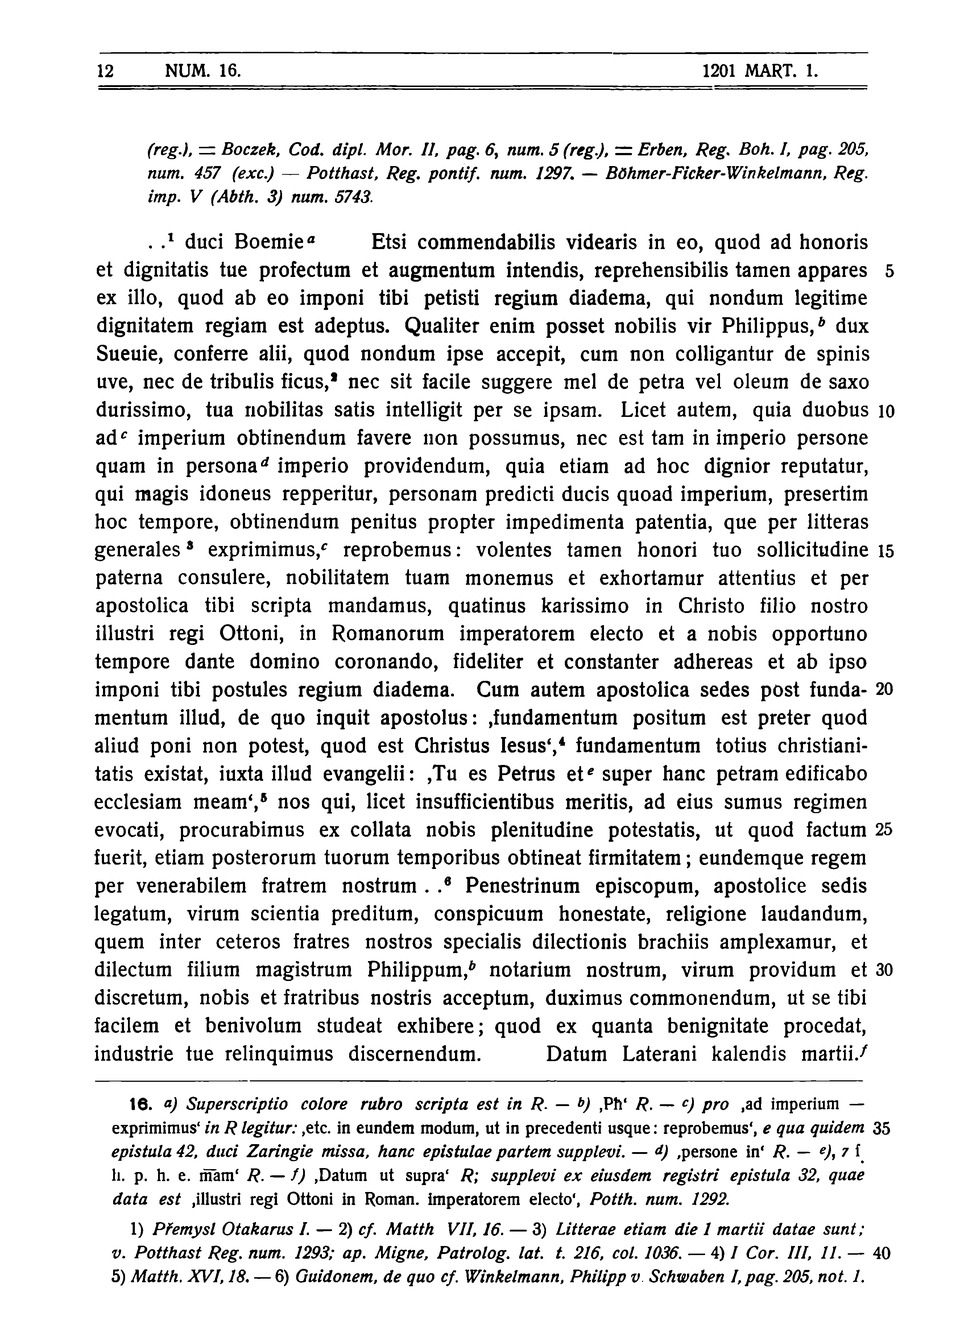 12 NUM. 16. 1201 MART. 1.
(reg.), = Boczek, Cod. dipl. Mor. II, pag. 6, num. 5 (reg.), = Erben, Reg. Boh. I, pag. 205,
num. 457 (exc.) — Potthast, Reg. pontif. num. 1297. — Böhmer-Ficker-Winkelmann, Reg.
imp. V (Abth. 3) num. 5743.
. .¹ duci Boemie ᵃ Etsi commendabilis videaris in eo, quod ad honoris
et dignitatis tue profectum et augmentum intendis, reprehensibilis tamen appares 5
ex illo, quod ab eo imponi tibi petisti regium diadema, qui nondum legitime
dignitatem regiam est adeptus. Qualiter enim posset nobilis vir Philippus,ᵇ dux
Sueuie, conferre alii, quod nondum ipse accepit, cum non colligantur de spinis
uve, nec de tribulis ficus,² nec sit facile suggere mel de petra vel oleum de saxo
durissimo, tua nobilitas satis intelligit per se ipsam. Licet autem, quia duobus 10
ad ᶜ imperium obtinendum favere non possumus, nec est tam in imperio persone
quam in persona ᵈ imperio providendum, quia etiam ad hoc dignior reputatur,
qui magis idoneus repperitur, personam predicti ducis quoad imperium, presertim
hoc tempore, obtinendum penitus propter impedimenta patentia, que per litteras
generales ³ exprimimus,ᶜ reprobemus: volentes tamen honori tuo sollicitudine 15
paterna consulere, nobilitatem tuam monemus et exhortamur attentius et per
apostolica tibi scripta mandamus, quatinus karissimo in Christo filio nostro
illustri regi Ottoni, in Romanorum imperatorem electo et a nobis opportuno
tempore dante domino coronando, fideliter et constanter adhereas et ab ipso
imponi tibi postules regium diadema. Cum autem apostolica sedes post funda- 20
mentum illud, de quo inquit apostolus: ‚fundamentum positum est preter quod
aliud poni non potest, quod est Christus Iesus‘,⁴ fundamentum totius christiani-
tatis existat, iuxta illud evangelii: ‚Tu es Petrus et ᵉ super hanc petram edificabo
ecclesiam meam‘,⁵ nos qui, licet insufficientibus meritis, ad eius sumus regimen
evocati, procurabimus ex collata nobis plenitudine potestatis, ut quod factum 25
fuerit, etiam posterorum tuorum temporibus obtineat firmitatem; eundemque regem
per venerabilem fratrem nostrum . .⁶ Penestrinum episcopum, apostolice sedis
legatum, virum scientia preditum, conspicuum honestate, religione laudandum,
quem inter ceteros fratres nostros specialis dilectionis brachiis amplexamur, et
dilectum filium magistrum Philippum,ᵇ notarium nostrum, virum providum et 30
discretum, nobis et fratribus nostris acceptum, duximus commonendum, ut se tibi
facilem et benivolum studeat exhibere; quod ex quanta benignitate procedat,
industrie tue relinquimus discernendum. Datum Laterani kalendis martii.ᶠ
16. a) Superscriptio colore rubro scripta est in R. — b) ‚Pħ‘ R. — c) pro ‚ad imperium —
exprimimus‘ in R legitur: ‚etc. in eundem modum, ut in precedenti usque: reprobemus‘, e qua quidem 35
epistula 42, duci Zaringie missa, hanc epistulae partem supplevi. — d) ‚persone in‘ R. — e), 7 ſ.
h. p. h. e. m̅a̅m‘ R. — f) ‚Datum ut supra‘ R; supplevi ex eiusdem registri epistula 32, quae
data est ‚illustri regi Ottoni in Roman. imperatorem electo‘, Potth. num. 1292.
1) Přemysl Otakarus I. — 2) cf. Matth VII, 16. — 3) Litterae etiam die 1 martii datae sunt;
v. Potthast Reg. num. 1293; ap. Migne, Patrolog. lat. t. 216, col. 1036. — 4) I Cor. III, 11. — 40
5) Matth. XVI, 18. — 6) Guidonem, de quo cf. Winkelmann, Philipp v. Schwaben I, pag. 205, not. 1.